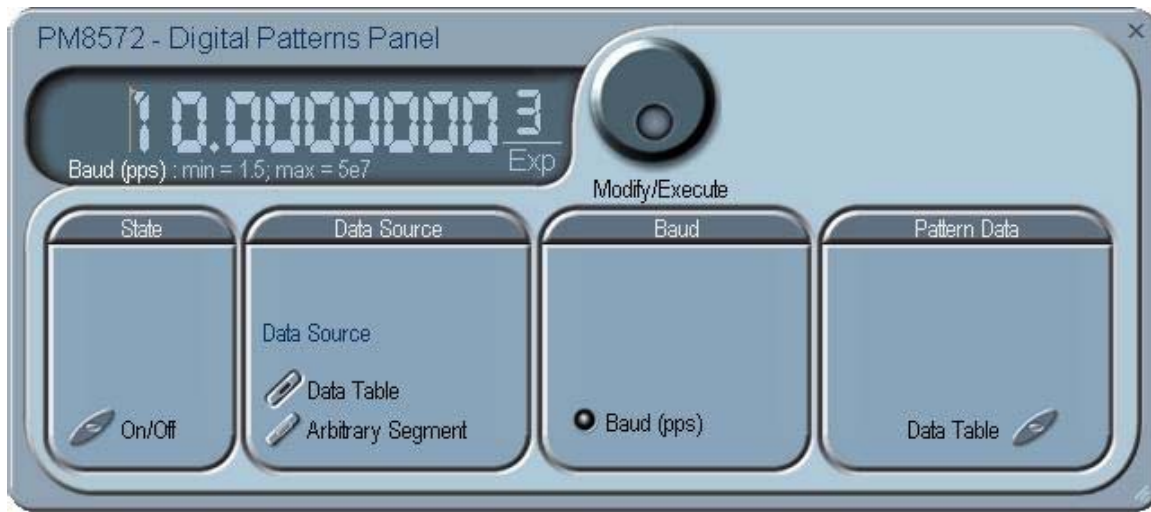 PM8572 - Digital Patterns Panel
10.0000000 3
Exp
Baud (pps) : min = 1.5; max = 5e7
Modify/Execute
State
Data Source
Baud
Pattern Data
Data Source
Data Table
Arbitrary Segment
On/Off
Baud (pps)
Data Table